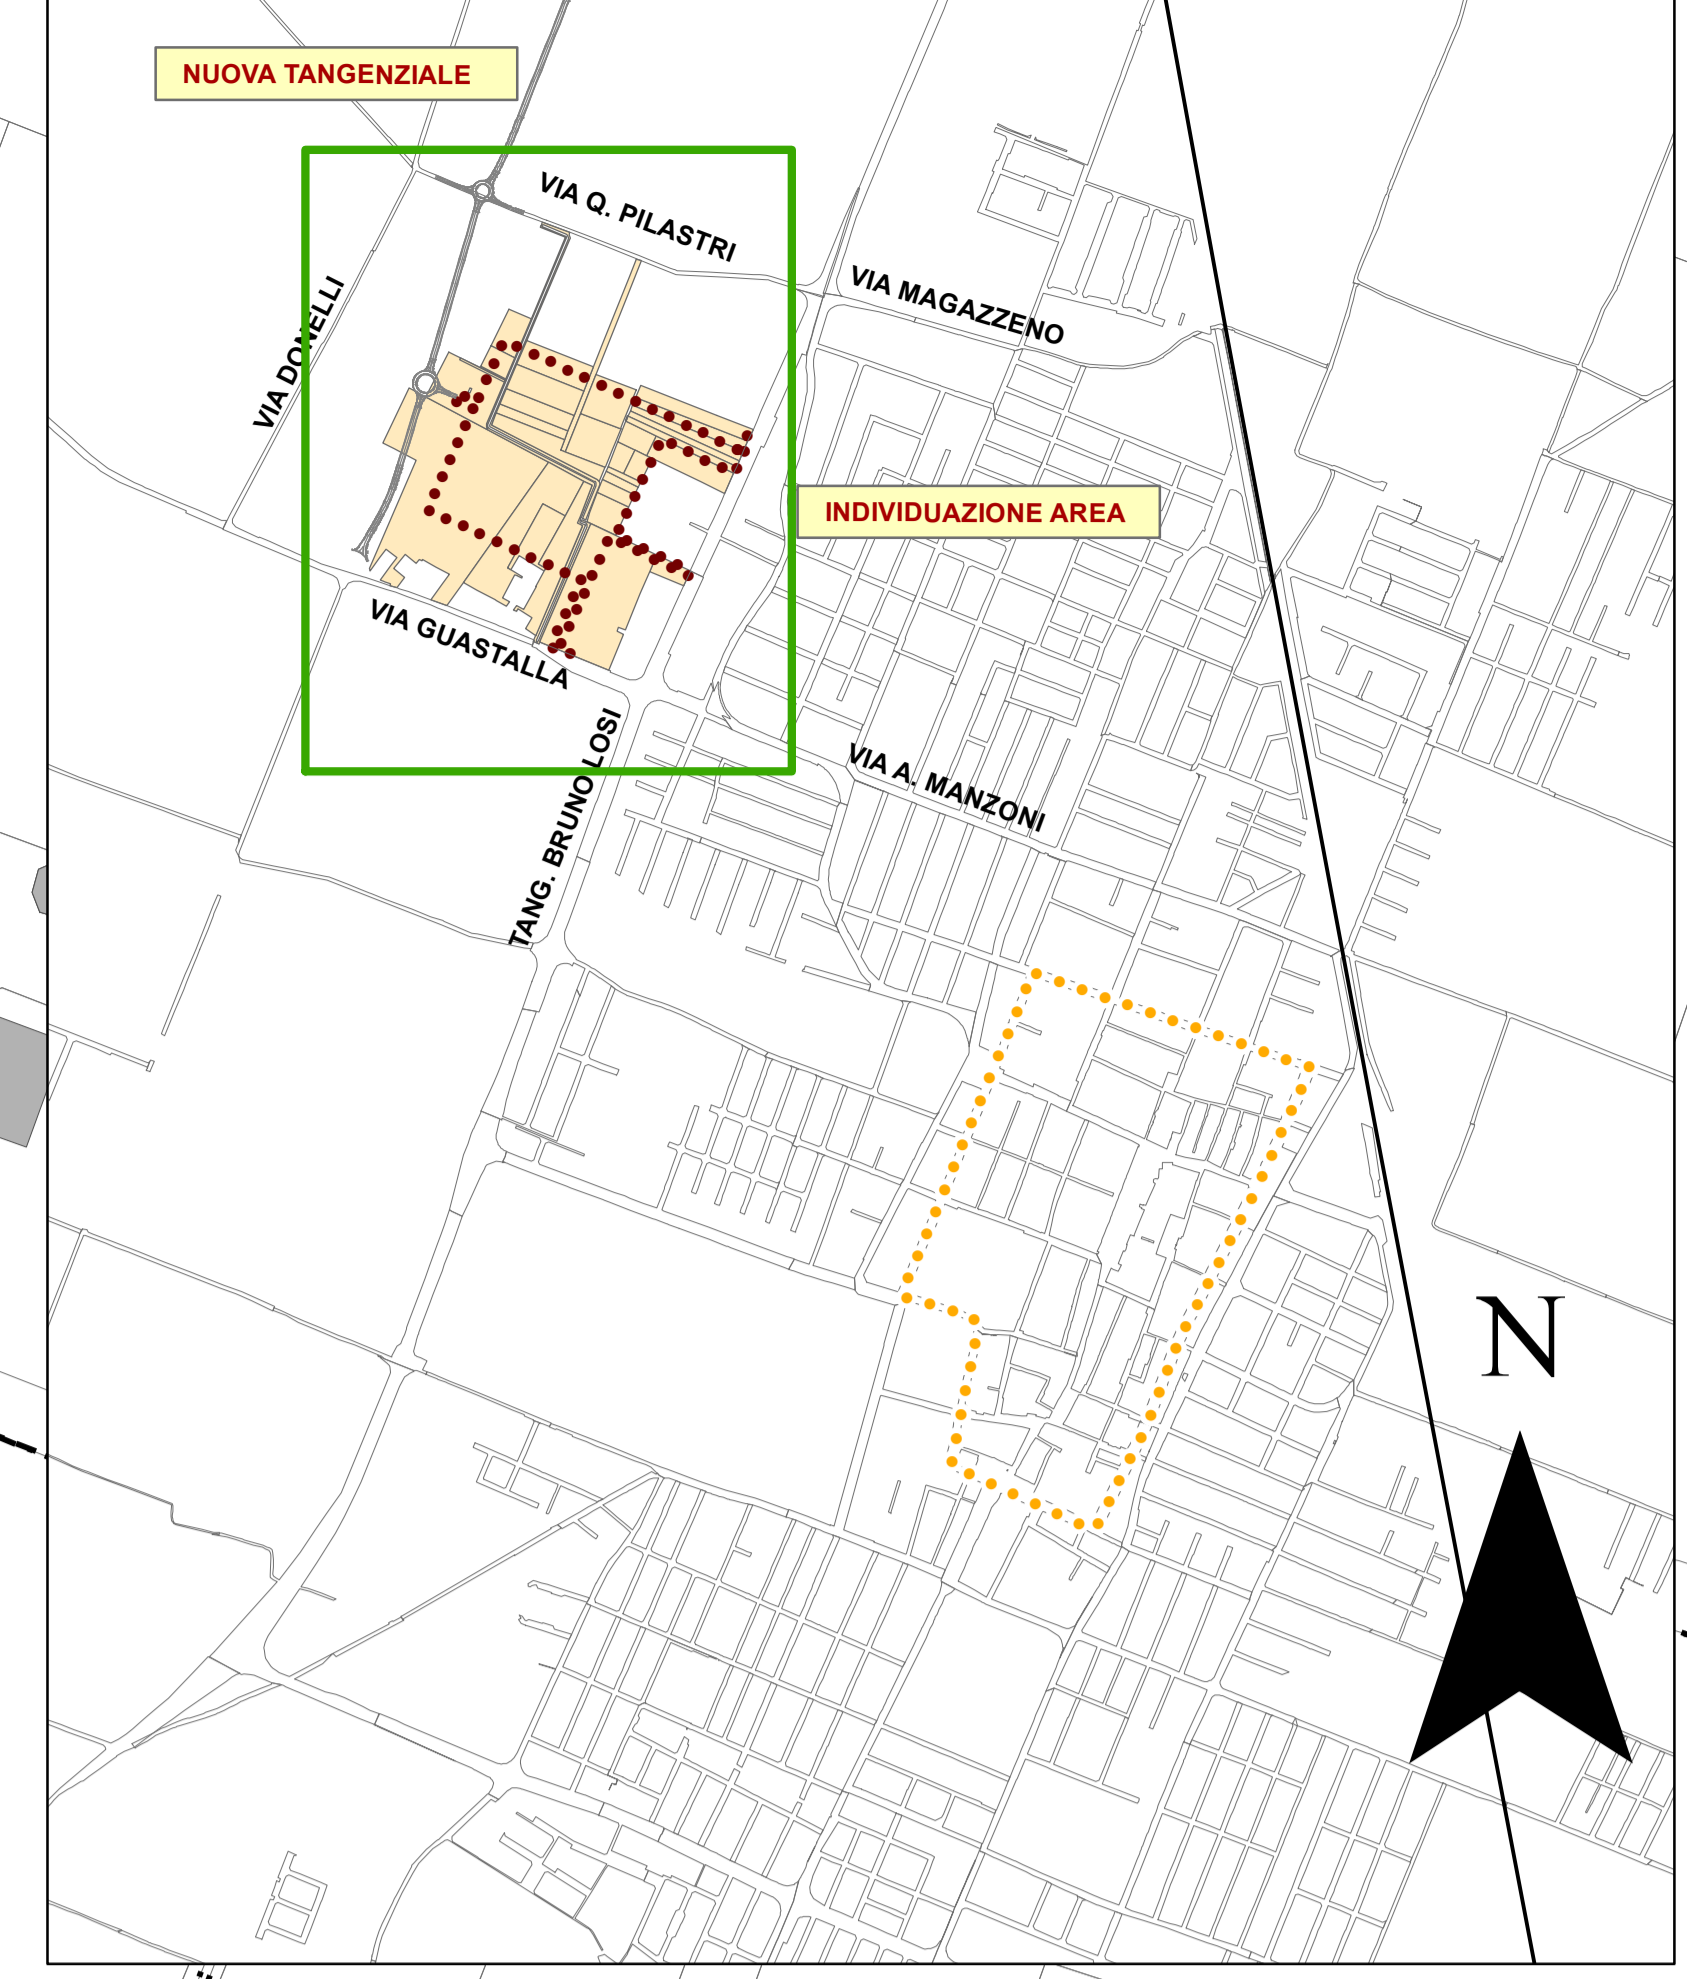 NUOVA TANGENZIALE
VIA Q. PILASTRI
VIA DONELLI
VIA MAGAZZENO
INDIVIDUAZIONE AREA
VIA GUASTALLA
TANG. BRUNO LOSI
VIA A. MANZONI
N